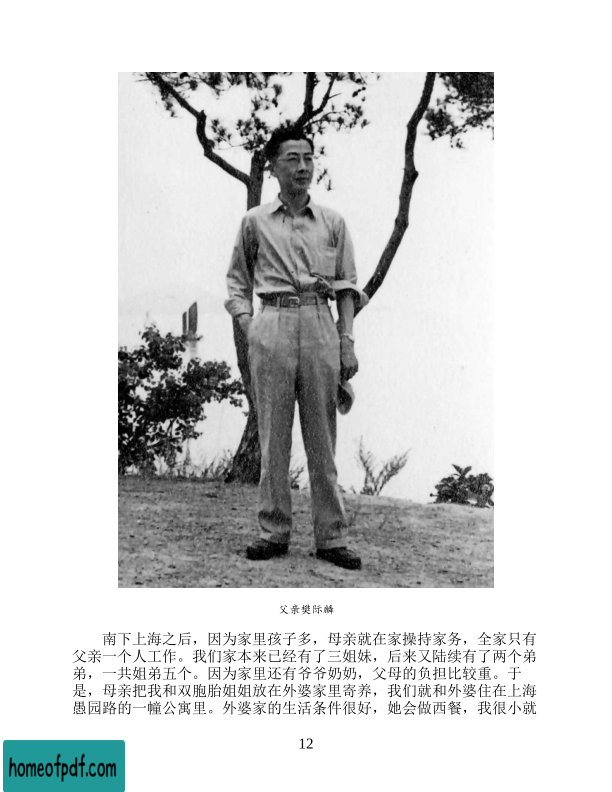 父亲樊际麟
南下上海之后，因为家里孩子多，母亲就在家操持家务，全家只有
父亲一个人工作。我们家本来已经有了三姐妹，后来又陆续有了两个弟
弟，一共姐弟五个。因为家里还有爷爷奶奶，父母的负担比较重。于
是，母亲把我和双胞胎姐姐放在外婆家里寄养，我们就和外婆住在上海
愚园路的一幢公寓里。外婆家的生活条件很好，她会做西餐，我很小就
12
homeofpdf.com